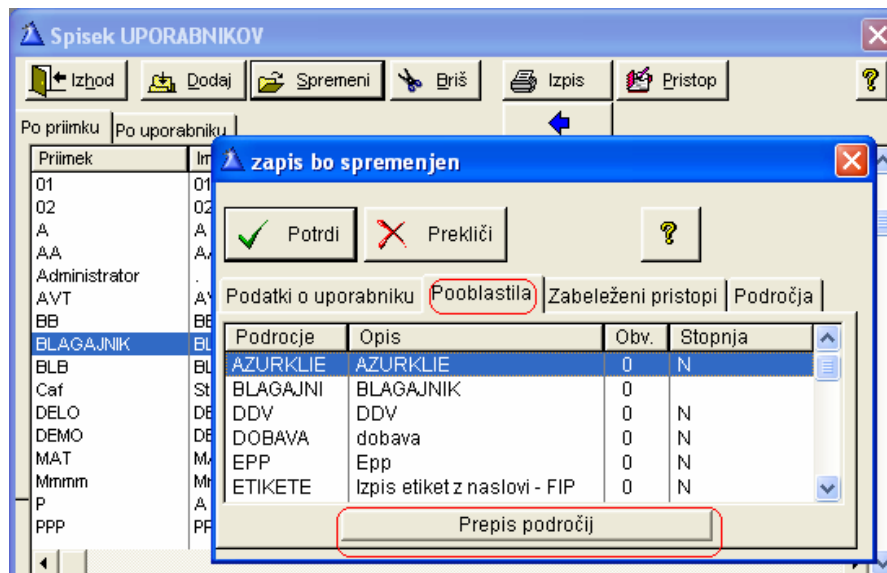 Spisek UPORABNIKOV
Izhod Dodaj Spremeni Briš Izpis Pristop ?
Po priimku Po uporabniku
Priimek
01 01
02 02
A A
AA
Administrator .
AVT
BB
BLAGAJNIK
BLB
Caf
DELO
DEMO
MAT
Mmmm
P A
PPP
zapis bo spremenjen
Potrdi Prekliči ?
Podatki o uporabniku Pooblastila Zabeleženi pristopi Področja
Podrocje Opis Obv. Stopnja
AZURKLIE AZURKLIE 0 N
BLAGAJNI BLAGAJNIK 0
DDV DDV 0 N
DOBAVA dobava 0 N
EPP Epp 0 N
ETIKETE Izpis etiket z naslovi - FIP 0 N
Prepis področij